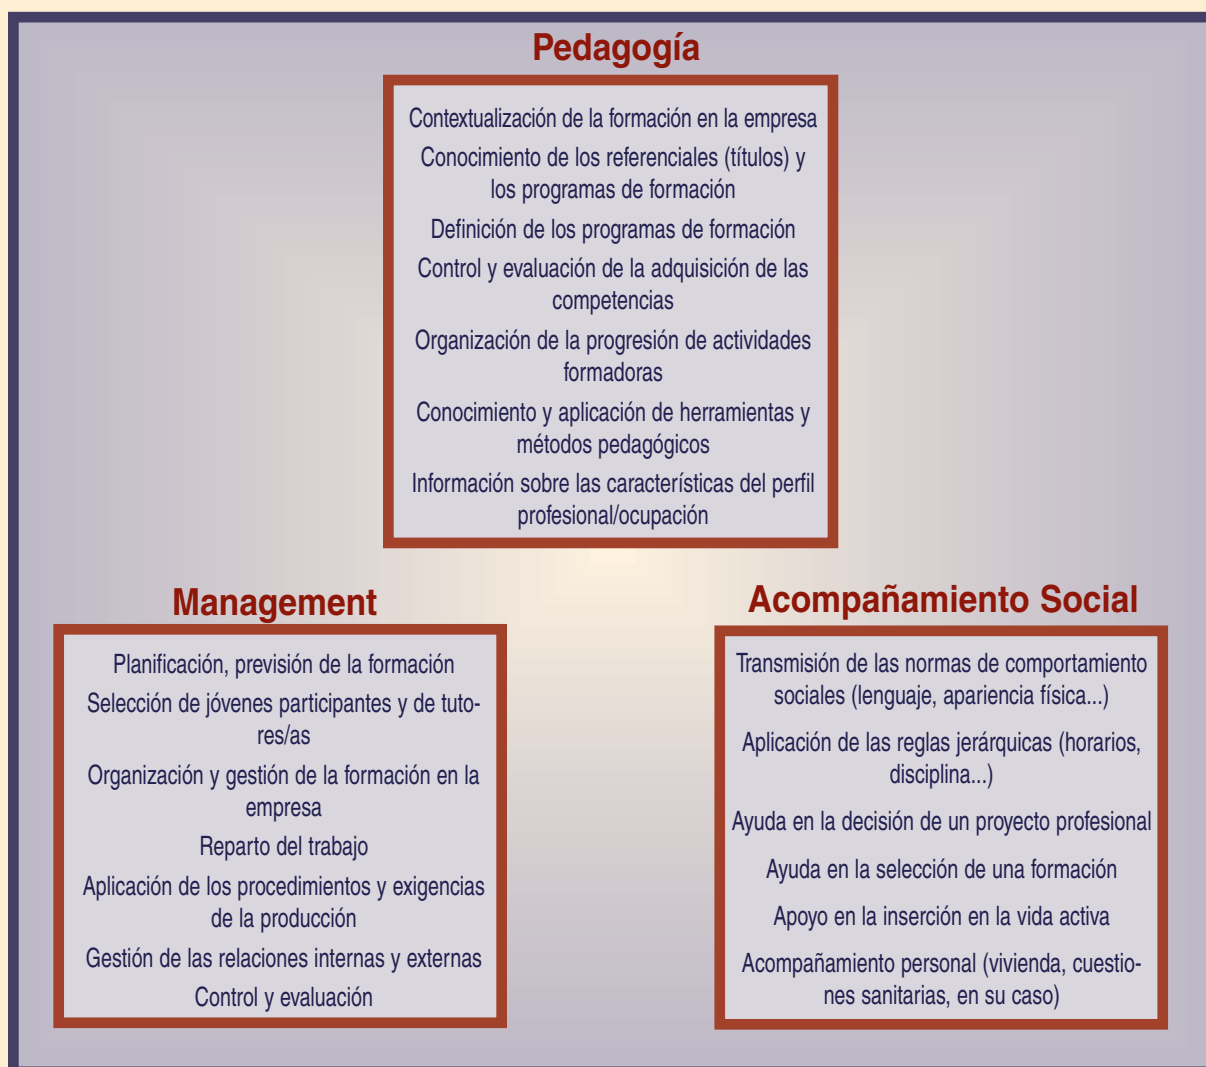 Pedagogía
Contextualización de la formación en la empresa
Conocimiento de los referenciales (títulos) y
los programas de formación
Definición de los programas de formación
Control y evaluación de la adquisición de las
competencias
Organización de la progresión de actividades
formadoras
Conocimiento y aplicación de herramientas y
métodos pedagógicos
Información sobre las características del perfil
profesional/ocupación
Management
Planificación, previsión de la formación
Selección de jóvenes participantes y de tuto-
res/as
Organización y gestión de la formación en la
empresa
Reparto del trabajo
Aplicación de los procedimientos y exigencias
de la producción
Gestión de las relaciones internas y externas
Control y evaluación
Acompañamiento Social
Transmisión de las normas de comportamiento
sociales (lenguaje, apariencia física...)
Aplicación de las reglas jerárquicas (horarios,
disciplina...)
Ayuda en la decisión de un proyecto profesional
Ayuda en la selección de una formación
Apoyo en la inserción en la vida activa
Acompañamiento personal (vivienda, cuestio-
nes sanitarias, en su caso)